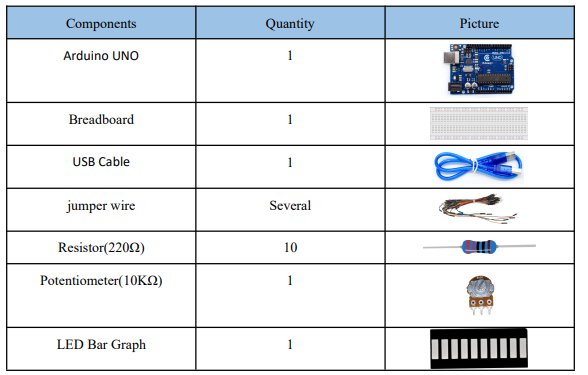 Components Quantity Picture
Arduino UNO 1
Breadboard 1
USB Cable 1
jumper wire Several
Resistor(220Ω) 10
Potentiometer(10KΩ) 1
LED Bar Graph 1